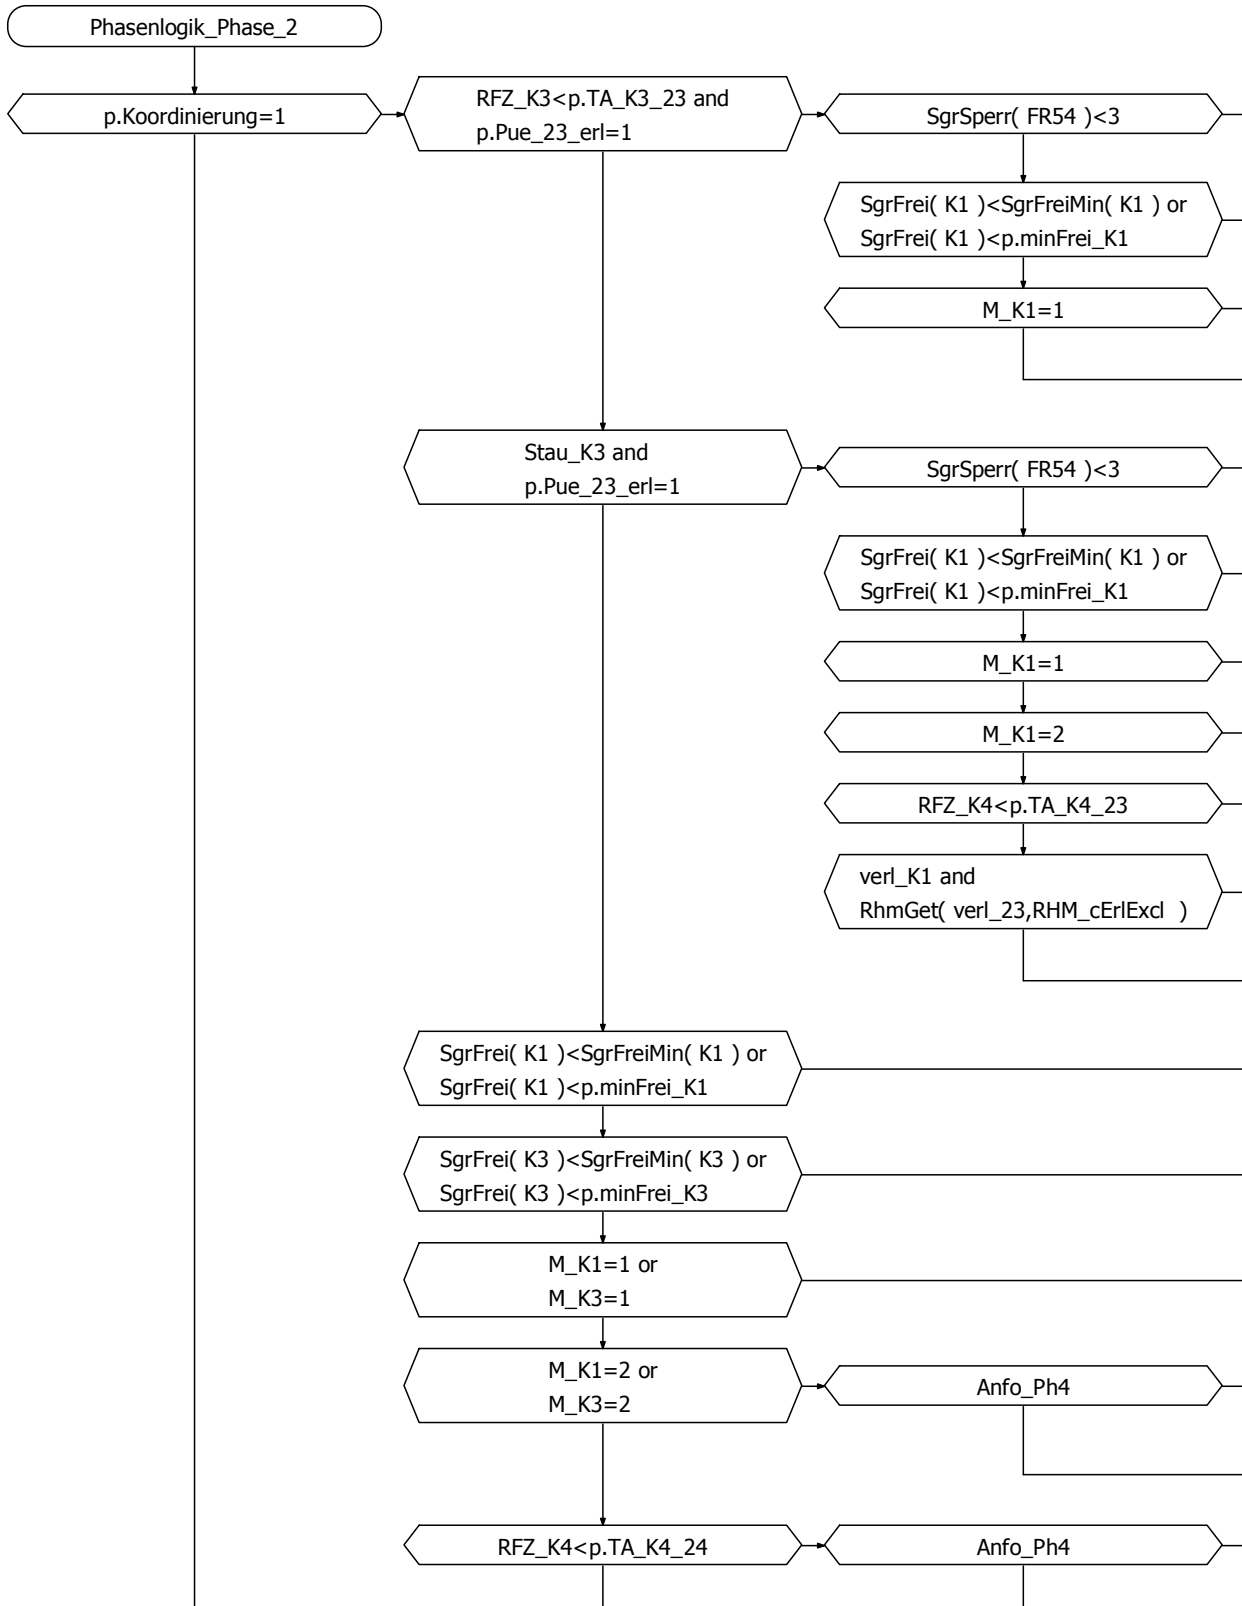 Phasenlogik_Phase_2
p.Koordinierung=1
RFZ_K3<p.TA_K3_23 and
p.Pue_23_erl=1
SgrSperr( FR54 )<3
SgrFrei( K1 )<SgrFreiMin( K1 ) or
SgrFrei( K1 )<p.minFrei_K1
M_K1=1
Stau_K3 and
p.Pue_23_erl=1
SgrSperr( FR54 )<3
SgrFrei( K1 )<SgrFreiMin( K1 ) or
SgrFrei( K1 )<p.minFrei_K1
M_K1=1
M_K1=2
RFZ_K4<p.TA_K4_23
verl_K1 and
RhmGet( verl_23,RHM_cErlExcl )
SgrFrei( K1 )<SgrFreiMin( K1 ) or
SgrFrei( K1 )<p.minFrei_K1
SgrFrei( K3 )<SgrFreiMin( K3 ) or
SgrFrei( K3 )<p.minFrei_K3
M_K1=1 or
M_K3=1
M_K1=2 or
M_K3=2
Anfo_Ph4
RFZ_K4<p.TA_K4_24
Anfo_Ph4